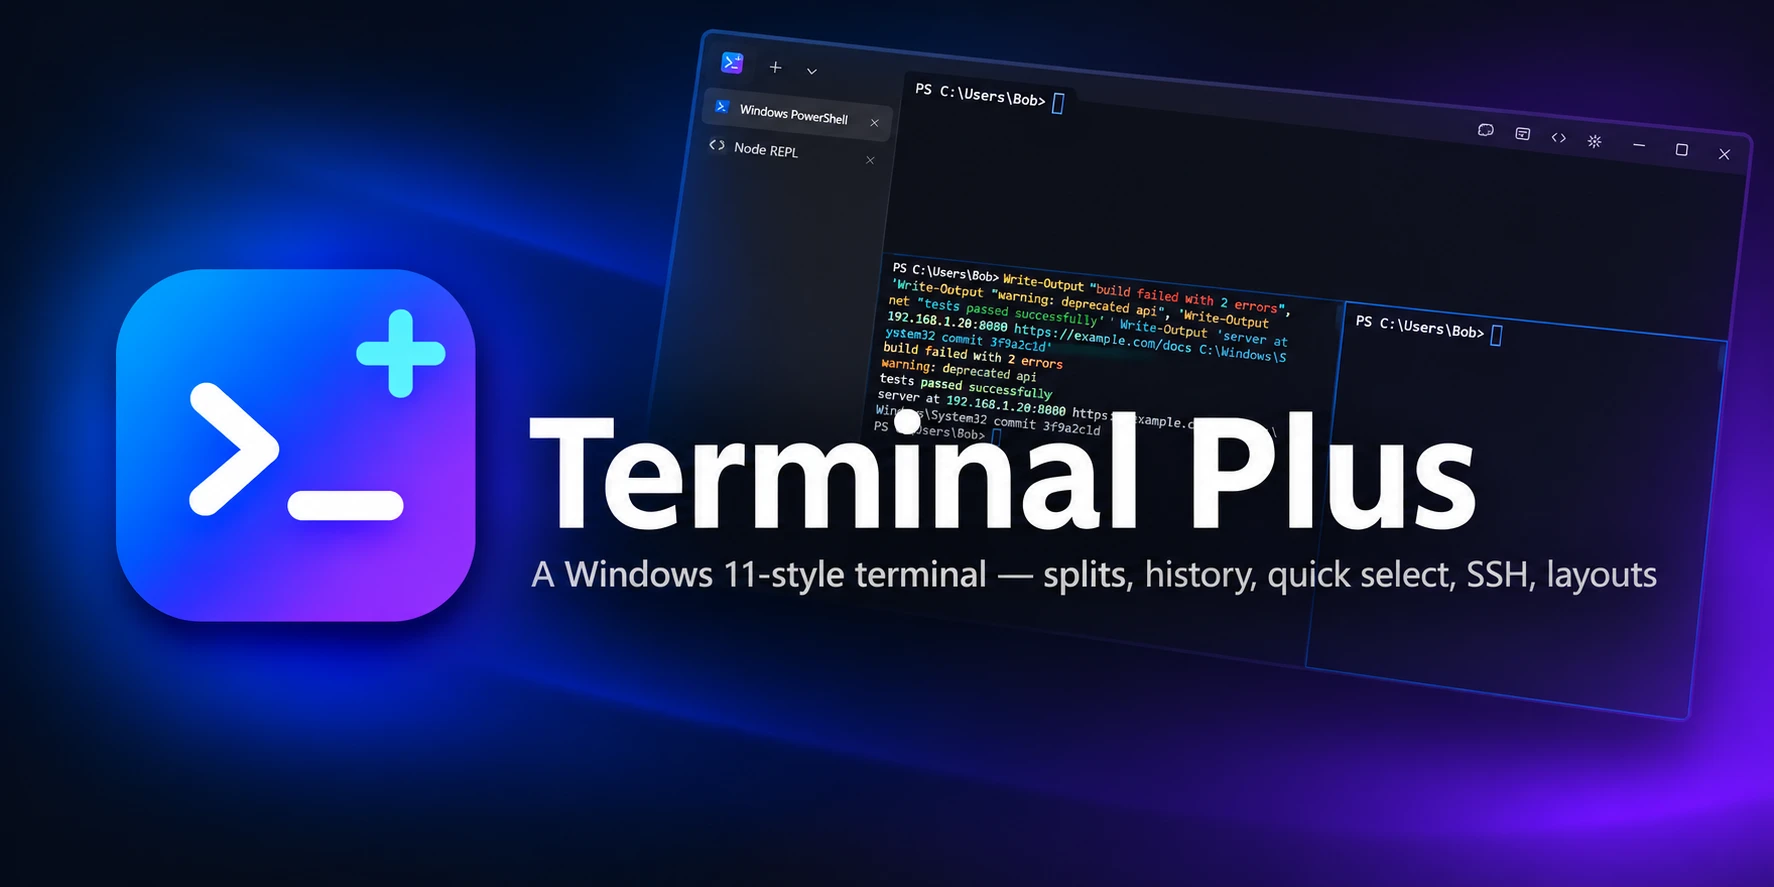 PS C:\Users\Bob>
Windows PowerShell
Node REPL
PS C:\Users\Bob> Write-Output "build failed with 2 errors",
'Write-Output "warning: deprecated api", 'Write-Output
net "tests passed successfully'' Write-Output 'server at
192.168.1.20:8080 https://example.com/docs C:\Windows\S
ystem32 commit 3f9a2c1d'
build failed with 2 errors
warning: deprecated api
tests passed successfully
server at 192.168.1.20:8080
\System32 commit 3f9a2c1d
PS
PS C:\Users\Bob>
Terminal Plus
A Windows 11-style terminal — splits, history, quick select, SSH, layouts